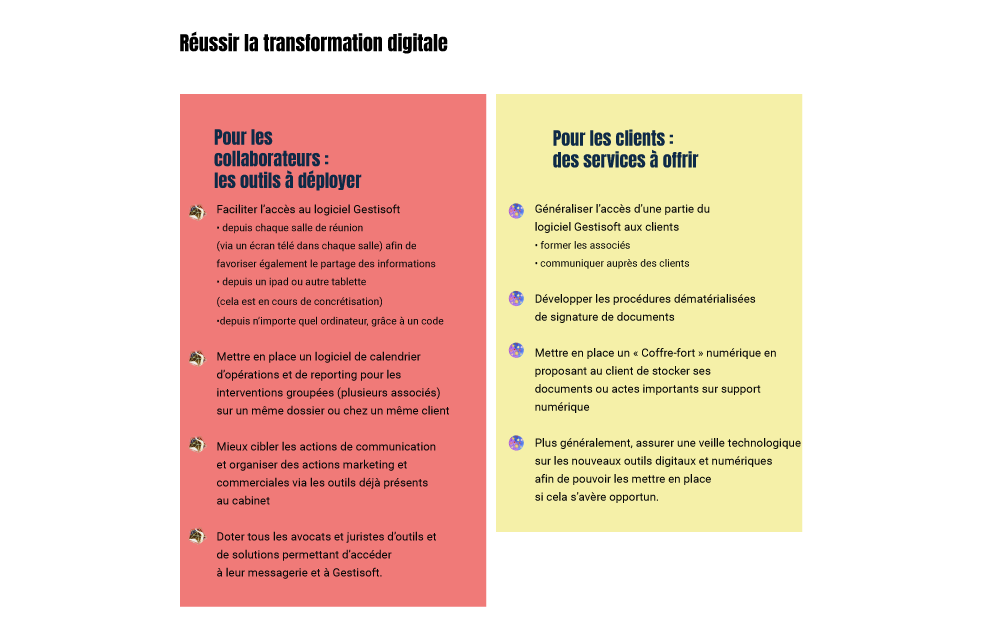 Réussir la transformation digitale
Pour les
collaborateurs :
les outils à déployer
Faciliter l'accès au logiciel Gestisoft
• depuis chaque salle de réunion
(via un écran télé dans chaque salle) afin de
favoriser également le partage des informations
• depuis un ipad ou autre tablette
(cela est en cours de concrétisation)
•depuis n'importe quel ordinateur, grâce à un code
Mettre en place un logiciel de calendrier
d'opérations et de reporting pour les
interventions groupées (plusieurs associés)
sur un même dossier ou chez un même client
Mieux cibler les actions de communication
et organiser des actions marketing et
commerciales via les outils déjà présents
au cabinet
Doter tous les avocats et juristes d'outils et
de solutions permettant d'accéder
à leur messagerie et à Gestisoft.
Pour les clients :
des services à offrir
Généraliser l'accès d'une partie du
logiciel Gestisoft aux clients
• former les associés
• communiquer auprès des clients
Développer les procédures dématérialisées
de signature de documents
Mettre en place un « Coffre-fort » numérique en
proposant au client de stocker ses
documents ou actes importants sur support
numérique
Plus généralement, assurer une veille technologique
sur les nouveaux outils digitaux et numériques
afin de pouvoir les mettre en place
si cela s'avère opportun.